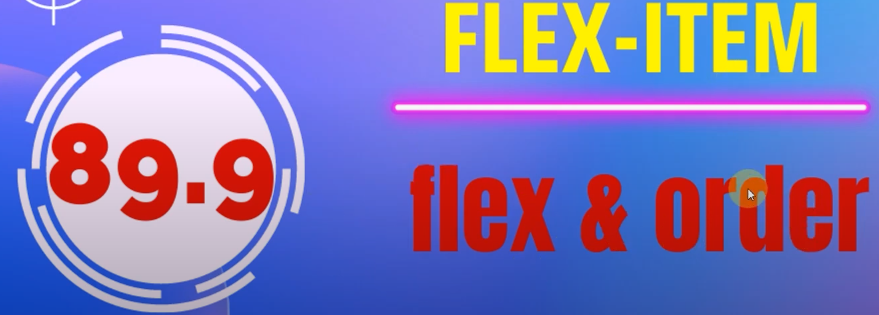 FLEX-ITEM
89.9
flex & order